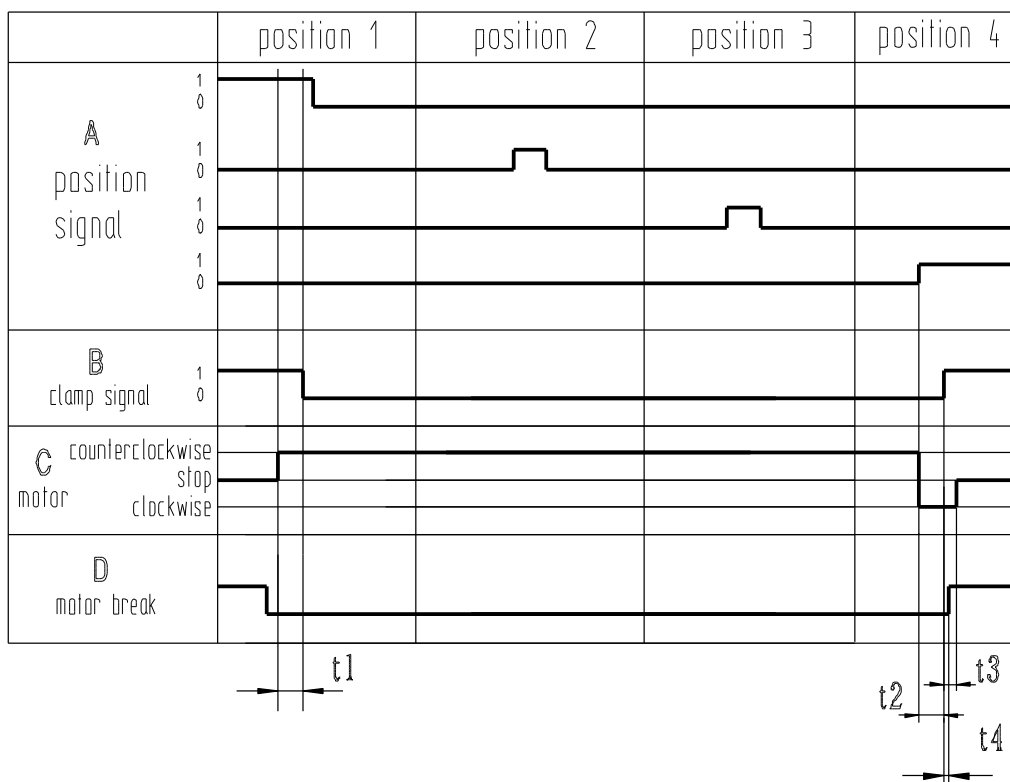 position 1 position 2 position 3 position 4
A
position
signal
1
0
1
0
1
0
1
0
B
clamp signal
1
0
C
motor
counterclockwise
stop
clockwise
D
motor break
t1
t2
t3
t4